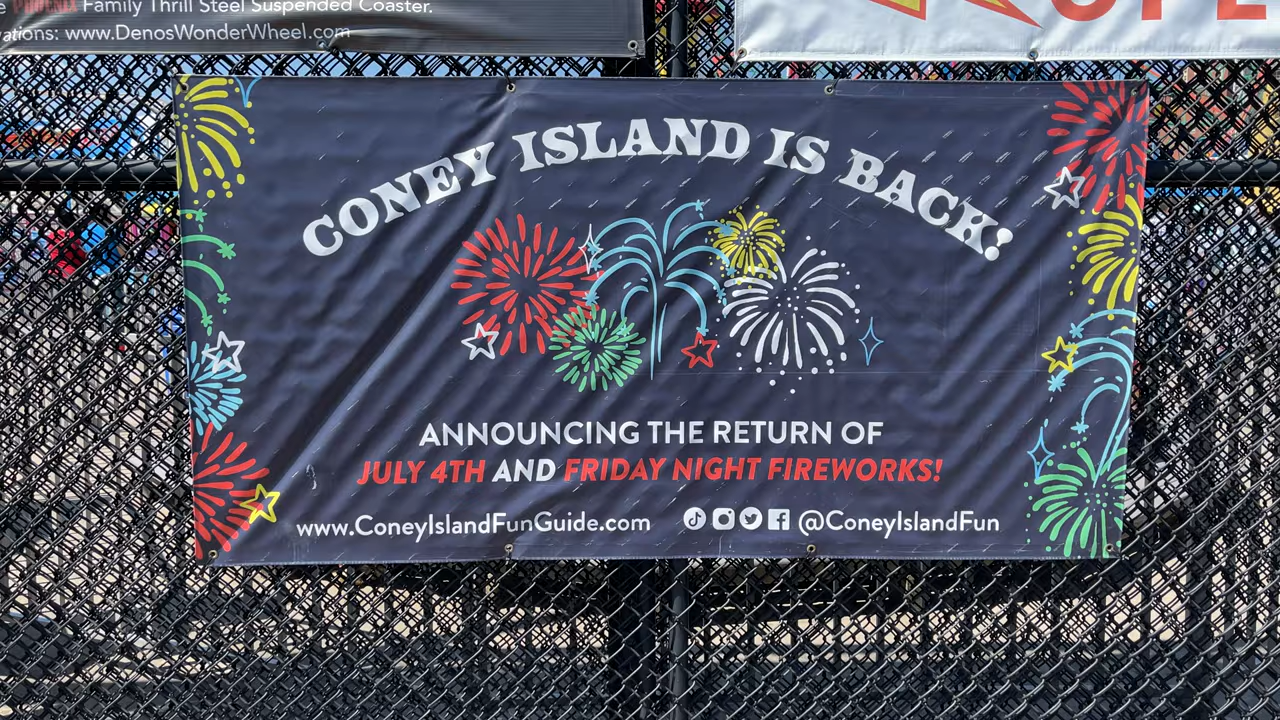 PHOENIX Family Thrill Steel Suspended Coaster.
www.DenosWonderWheel.com
CONEY ISLAND IS BACK!
ANNOUNCING THE RETURN OF
JULY 4TH AND FRIDAY NIGHT FIREWORKS!
www.ConeyIslandFunGuide.com @ConeyIslandFun